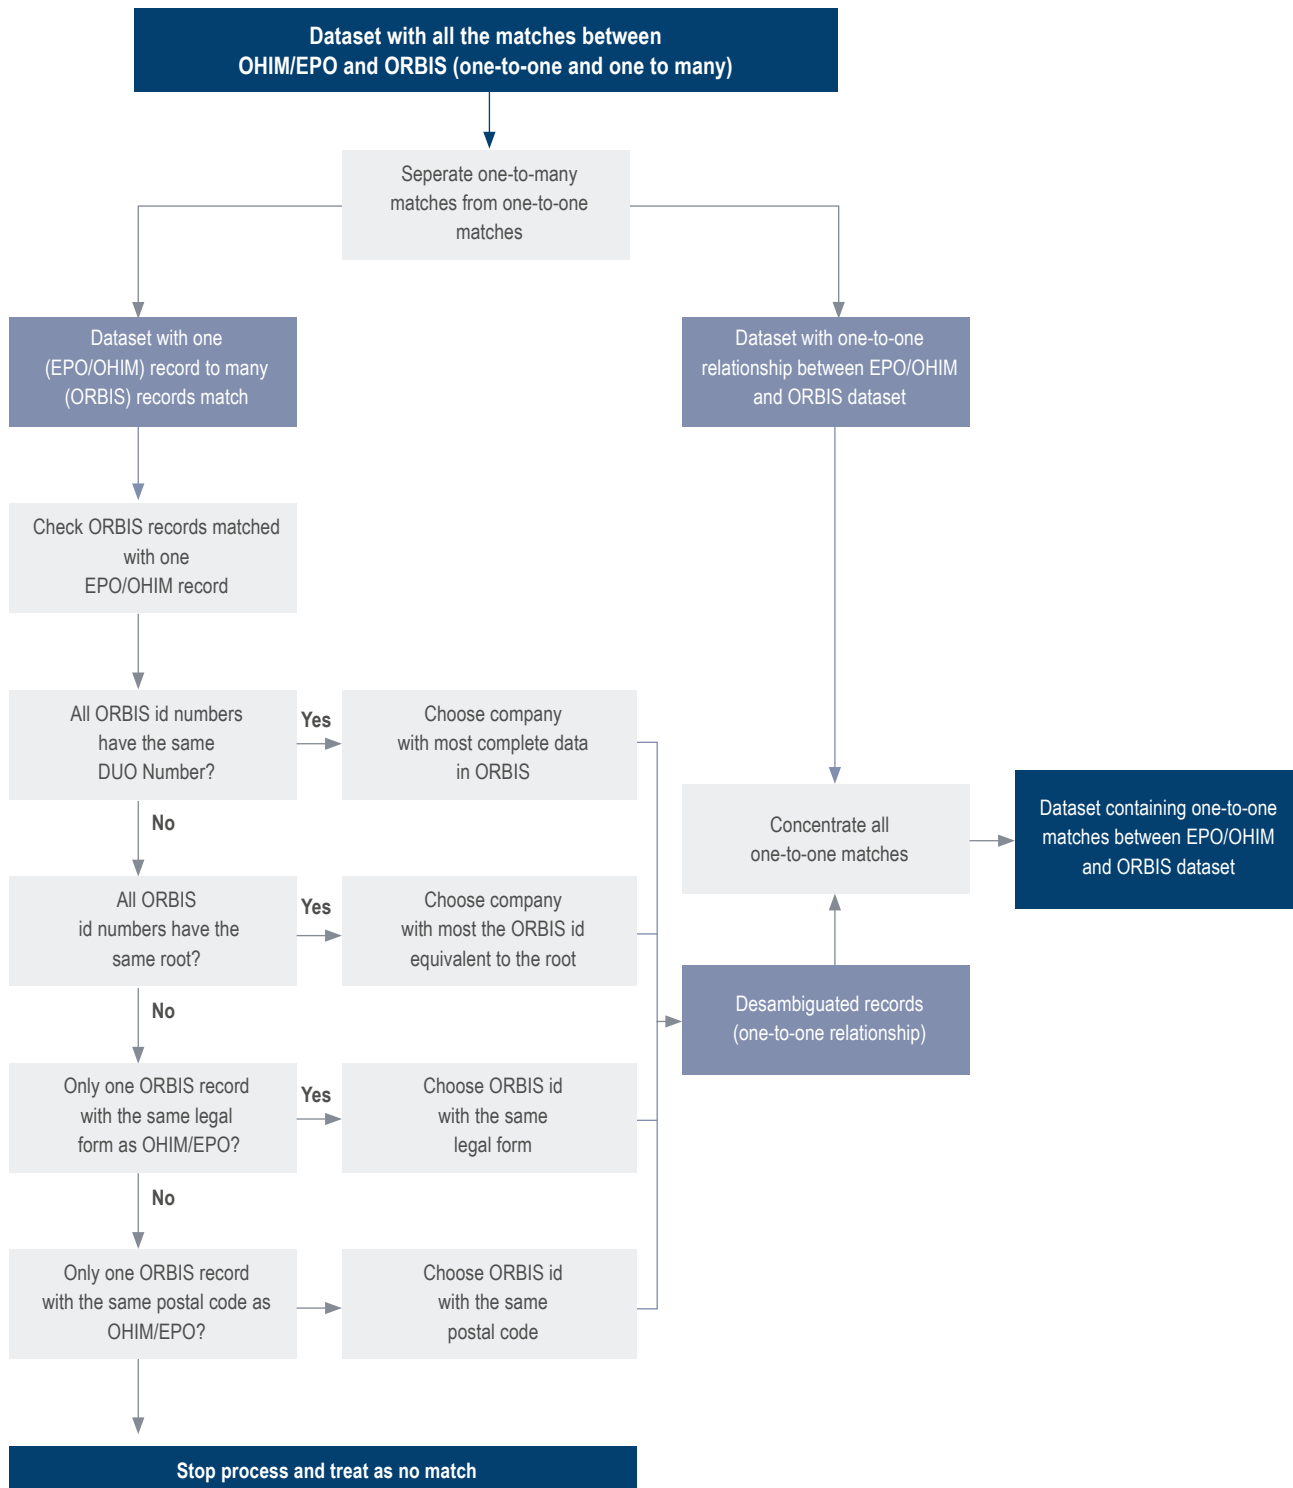 Dataset with all the matches between
OHIM/EPO and ORBIS (one-to-one and one to many)
Seperate one-to-many
matches from one-to-one
matches
Dataset with one
(EPO/OHIM) record to many
(ORBIS) records match
Dataset with one-to-one
relationship between EPO/OHIM
and ORBIS dataset
Check ORBIS records matched
with one
EPO/OHIM record
All ORBIS id numbers
have the same
DUO Number?
Yes
Choose company
with most complete data
in ORBIS
No
Concentrate all
one-to-one matches
Dataset containing one-to-one
matches between EPO/OHIM
and ORBIS dataset
All ORBIS
id numbers have the
same root?
Yes
Choose company
with most the ORBIS id
equivalent to the root
No
Desambiguated records
(one-to-one relationship)
Only one ORBIS record
with the same legal
form as OHIM/EPO?
Yes
Choose ORBIS id
with the same
legal form
No
Only one ORBIS record
with the same postal code as
OHIM/EPO?
Choose ORBIS id
with the same
postal code
Stop process and treat as no match